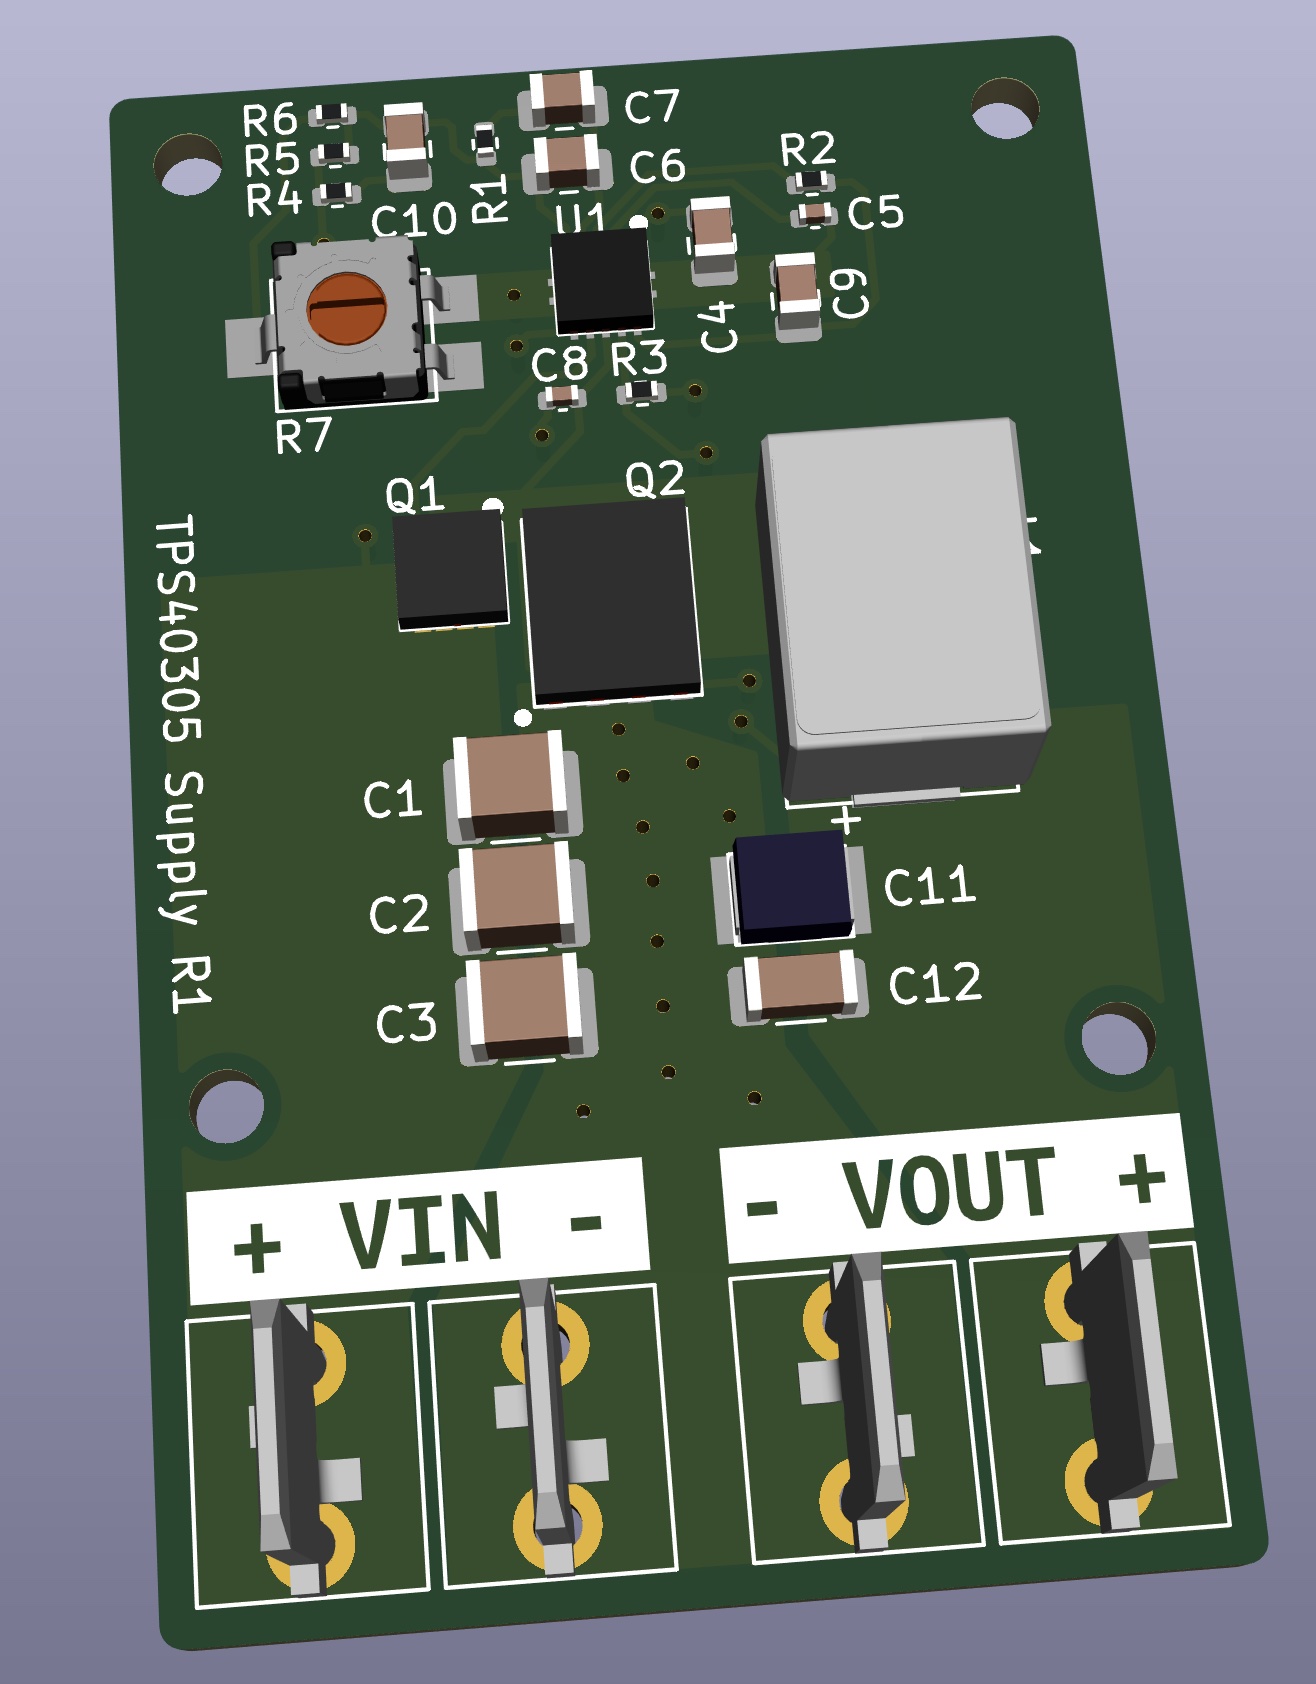 R6
R5
R4
C10
R1
C7
C6
U1
R2
C5
C4
C9
C8
R3
R7
Q1
Q2
TPS40305 Supply R1
C1
C2
C3
+
C11
C12
+ VIN -
- VOUT +